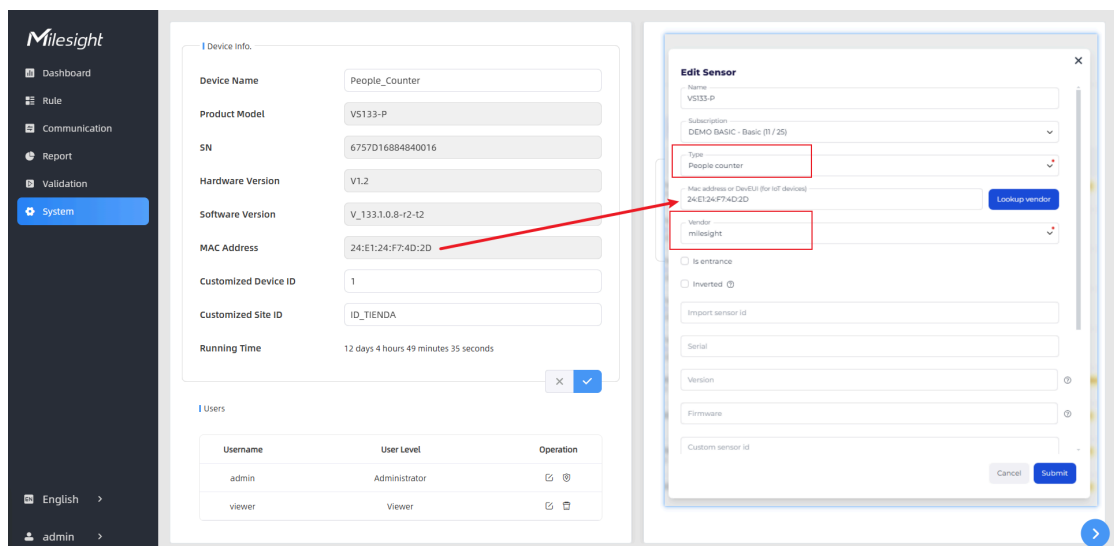 Milesight
Dashboard
Rule
Communication
Report
Validation
System
EN English >
admin >
Device Info.
Device Name People_Counter
Product Model VS133-P
SN 6757D16884840016
Hardware Version V1.2
Software Version V_133.1.0.8-r2-t2
MAC Address 24:E1:24:F7:4D:2D
Customized Device ID 1
Customized Site ID ID_TIENDA
Running Time 12 days 4 hours 49 minutes 35 seconds
Users
Username User Level Operation
admin Administrator
viewer Viewer
Edit Sensor
Name
VS133-P
Subscription
DEMO BASIC - Basic (11 / 25)
Type
People counter
Mac address or DevEUI (for IoT devices)
24:E1:24:F7:4D:2D
Lookup vendor
Vendor
milesight
Is entrance
Inverted
Import sensor id
Serial
Version
Firmware
Custom sensor id
Cancel Submit